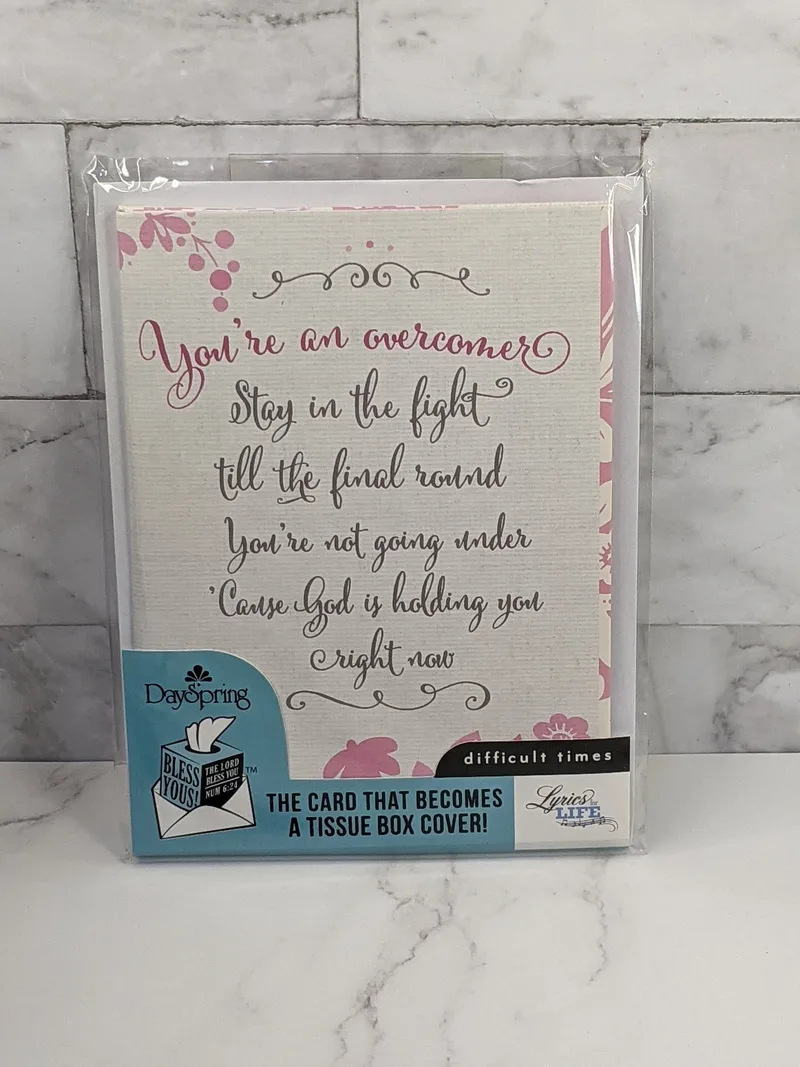 You're an overcomer
Stay in the fight
till the final round
You're not going under
'Cause God is holding you
right now
DaySpring
difficult times
BLESS
YOUS!
THE LORD
BLESS YOU
NUM 6:24
TM
THE CARD THAT BECOMES
A TISSUE BOX COVER!
Lyrics for
LIFE